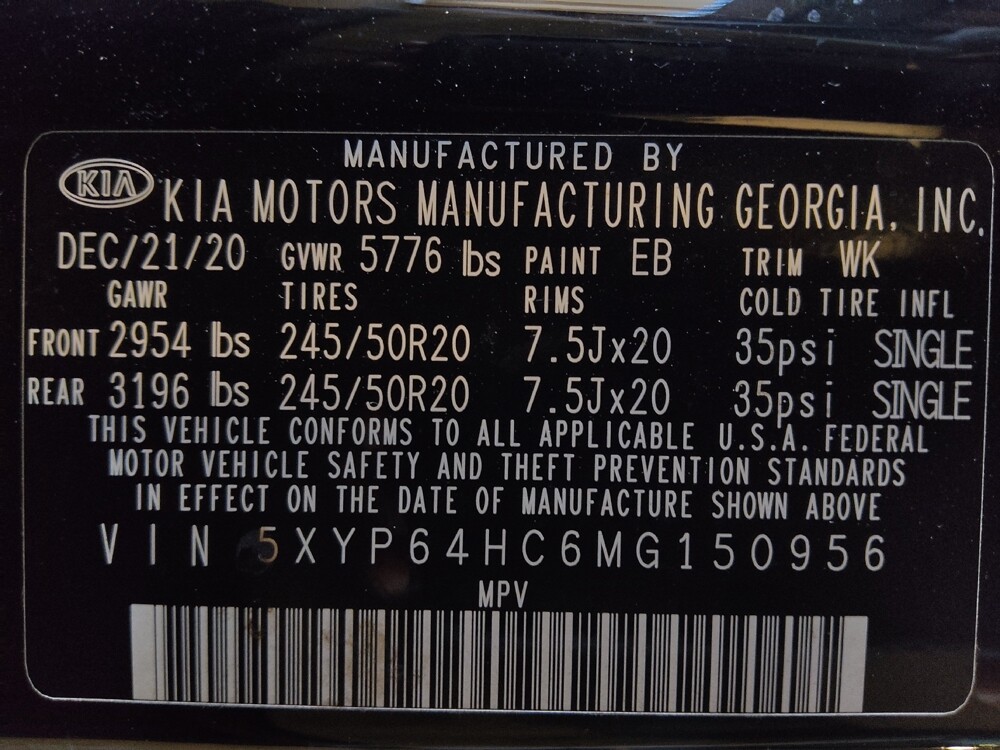 MANUFACTURED BY
KIA KIA MOTORS MANUFACTURING GEORGIA, INC.
DEC/21/20 GVWR 5776 lbs PAINT EB TRIM WK
GAWR TIRES RIMS COLD TIRE INFL
FRONT 2954 lbs 245/50R20 7.5Jx20 35psi SINGLE
REAR 3196 lbs 245/50R20 7.5Jx20 35psi SINGLE
THIS VEHICLE CONFORMS TO ALL APPLICABLE U.S.A. FEDERAL
MOTOR VEHICLE SAFETY AND THEFT PREVENTION STANDARDS
IN EFFECT ON THE DATE OF MANUFACTURE SHOWN ABOVE
VIN 5XYP64HC6MG150956
MPV